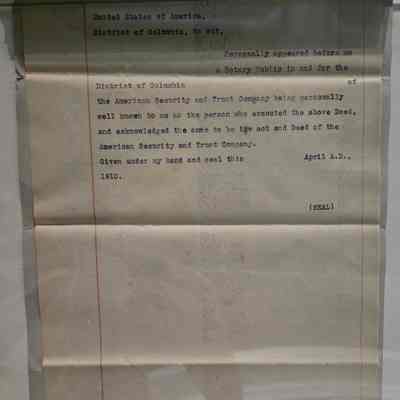 United States of America,
District of Columbia, to wit,
Personally appeared before me
a Notary Public in and for the
District of Columbia of
the American Security and Trust Company being personally
well known to me as the person who executed the above Deed,
and acknowledged the same to be the act and Deed of the
American Security and Trust Company.
Given under my hand and seal this April A.D.,
1910.
(SEAL)